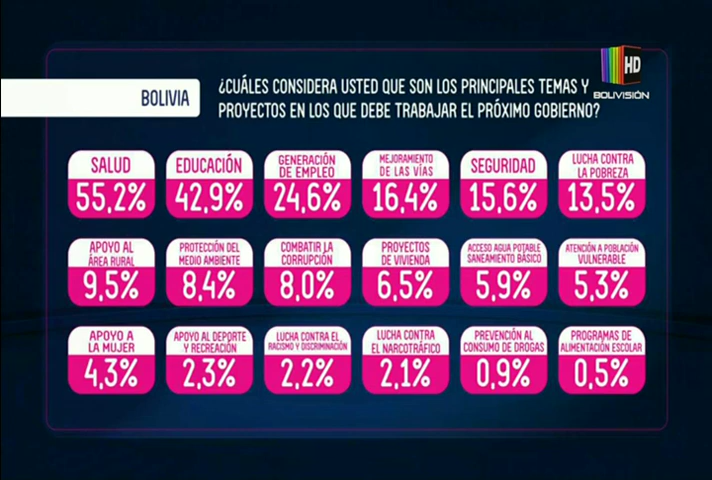 ¿CUÁLES CONSIDERA USTED QUE SON LOS PRINCIPALES TEMAS Y
PROYECTOS EN LOS QUE DEBE TRABAJAR EL PRÓXIMO GOBIERNO?
BOLIVIA
HD
BOLIVISIÓN
SALUD
55,2%
EDUCACIÓN
42,9%
GENERACIÓN
DE EMPLEO
24,6%
MEJORAMIENTO
DE LAS VÍAS
16,4%
SEGURIDAD
15,6%
LUCHA CONTRA
LA POBREZA
13,5%
APOYO AL
ÁREA RURAL
9,5%
PROTECCIÓN DEL
MEDIO AMBIENTE
8,4%
COMBATIR LA
CORRUPCIÓN
8,0%
PROYECTOS
DE VIVIENDA
6,5%
ACCESO AGUA POTABLE
SANEAMIENTO BÁSICO
5,9%
ATENCIÓN A POBLACIÓN
VULNERABLE
5,3%
APOYO A
LA MUJER
4,3%
APOYO AL DEPORTE
Y RECREACIÓN
2,3%
LUCHA CONTRA EL
RACISMO Y DISCRIMINACIÓN
2,2%
LUCHA CONTRA
EL NARCOTRÁFICO
2,1%
PREVENCIÓN AL
CONSUMO DE DROGAS
0,9%
PROGRAMAS DE
ALIMENTACIÓN ESCOLAR
0,5%